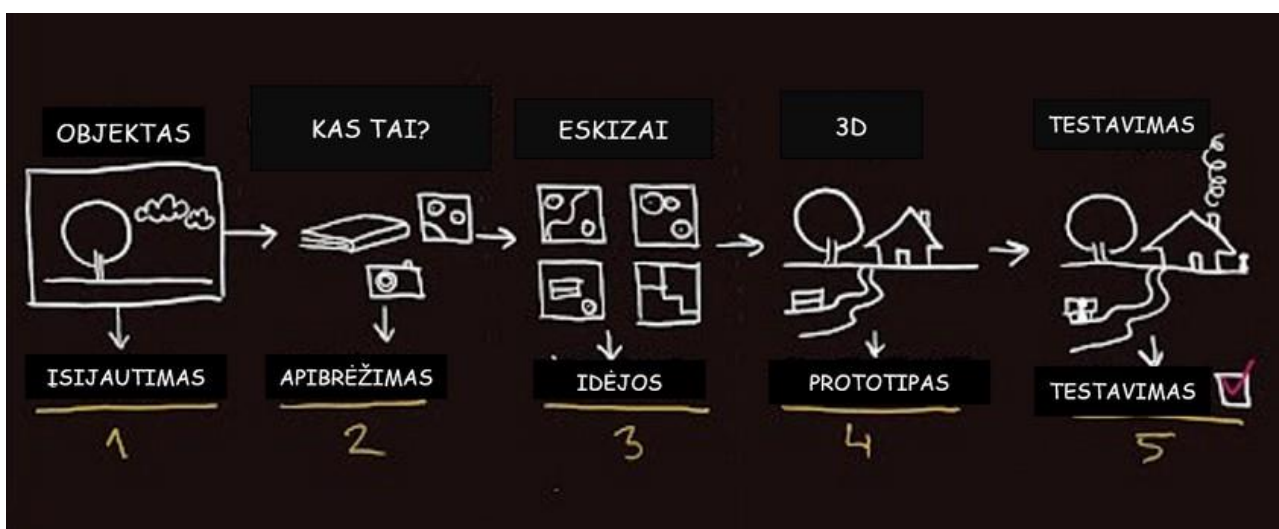 OBJEKTAS
KAS TAI?
ESKIZAI
3D
TESTAVIMAS
ĮSIJAUTIMAS
APIBRĖŽIMAS
IDĖJOS
PROTOTIPAS
TESTAVIMAS
1
2
3
4
5